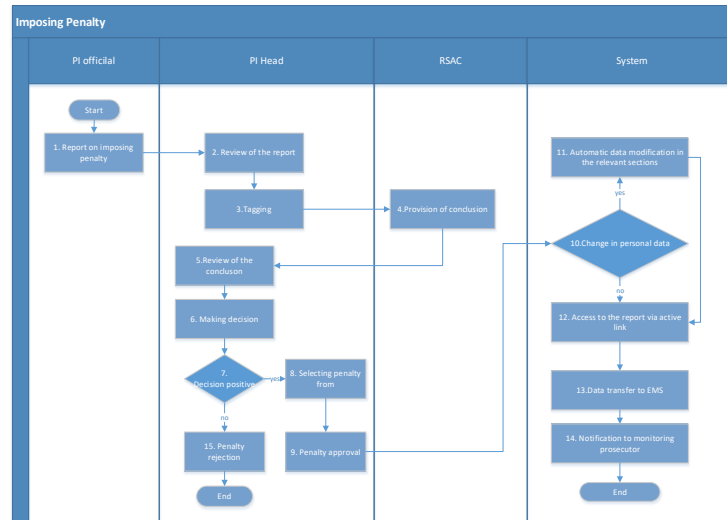 Imposing Penalty
PI officilal
PI Head
RSAC
System
Start
1. Report on imposing
penalty
2. Review of the report
3.Tagging
4.Provision of conclusion
5.Review of the
concluson
6. Making decision
7.
Decision positive
yes
no
8. Selecting penalty
from
9. Penalty approval
15. Penalty
rejection
End
11. Automatic data modification in
the relevant sections
yes
10.Change in personal data
no
12. Access to the report via active
link
13.Data transfer to EMS
14. Notification to monitoring
prosecutor
End